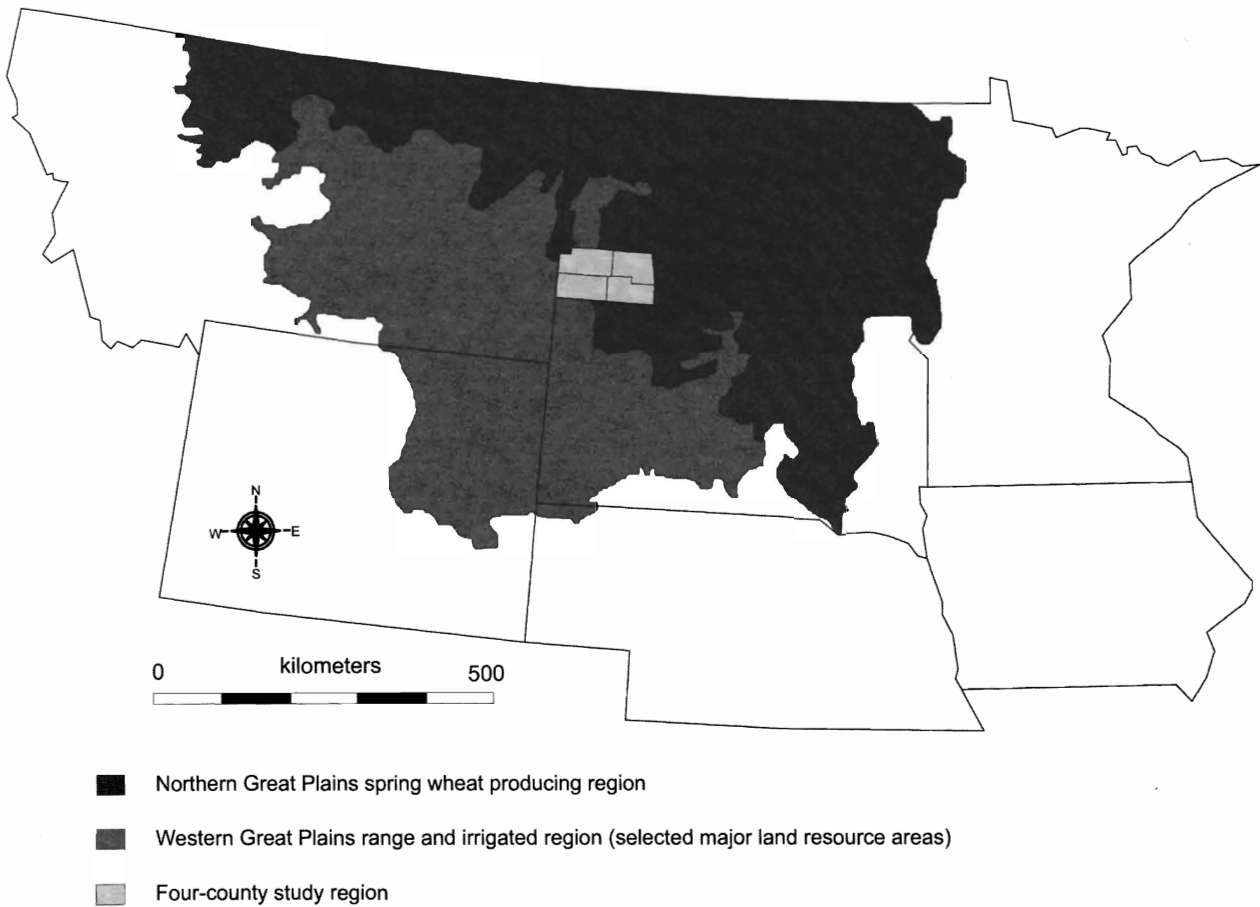 N
W E
S
0 kilometers 500
Northern Great Plains spring wheat producing region
Western Great Plains range and irrigated region (selected major land resource areas)
Four-county study region